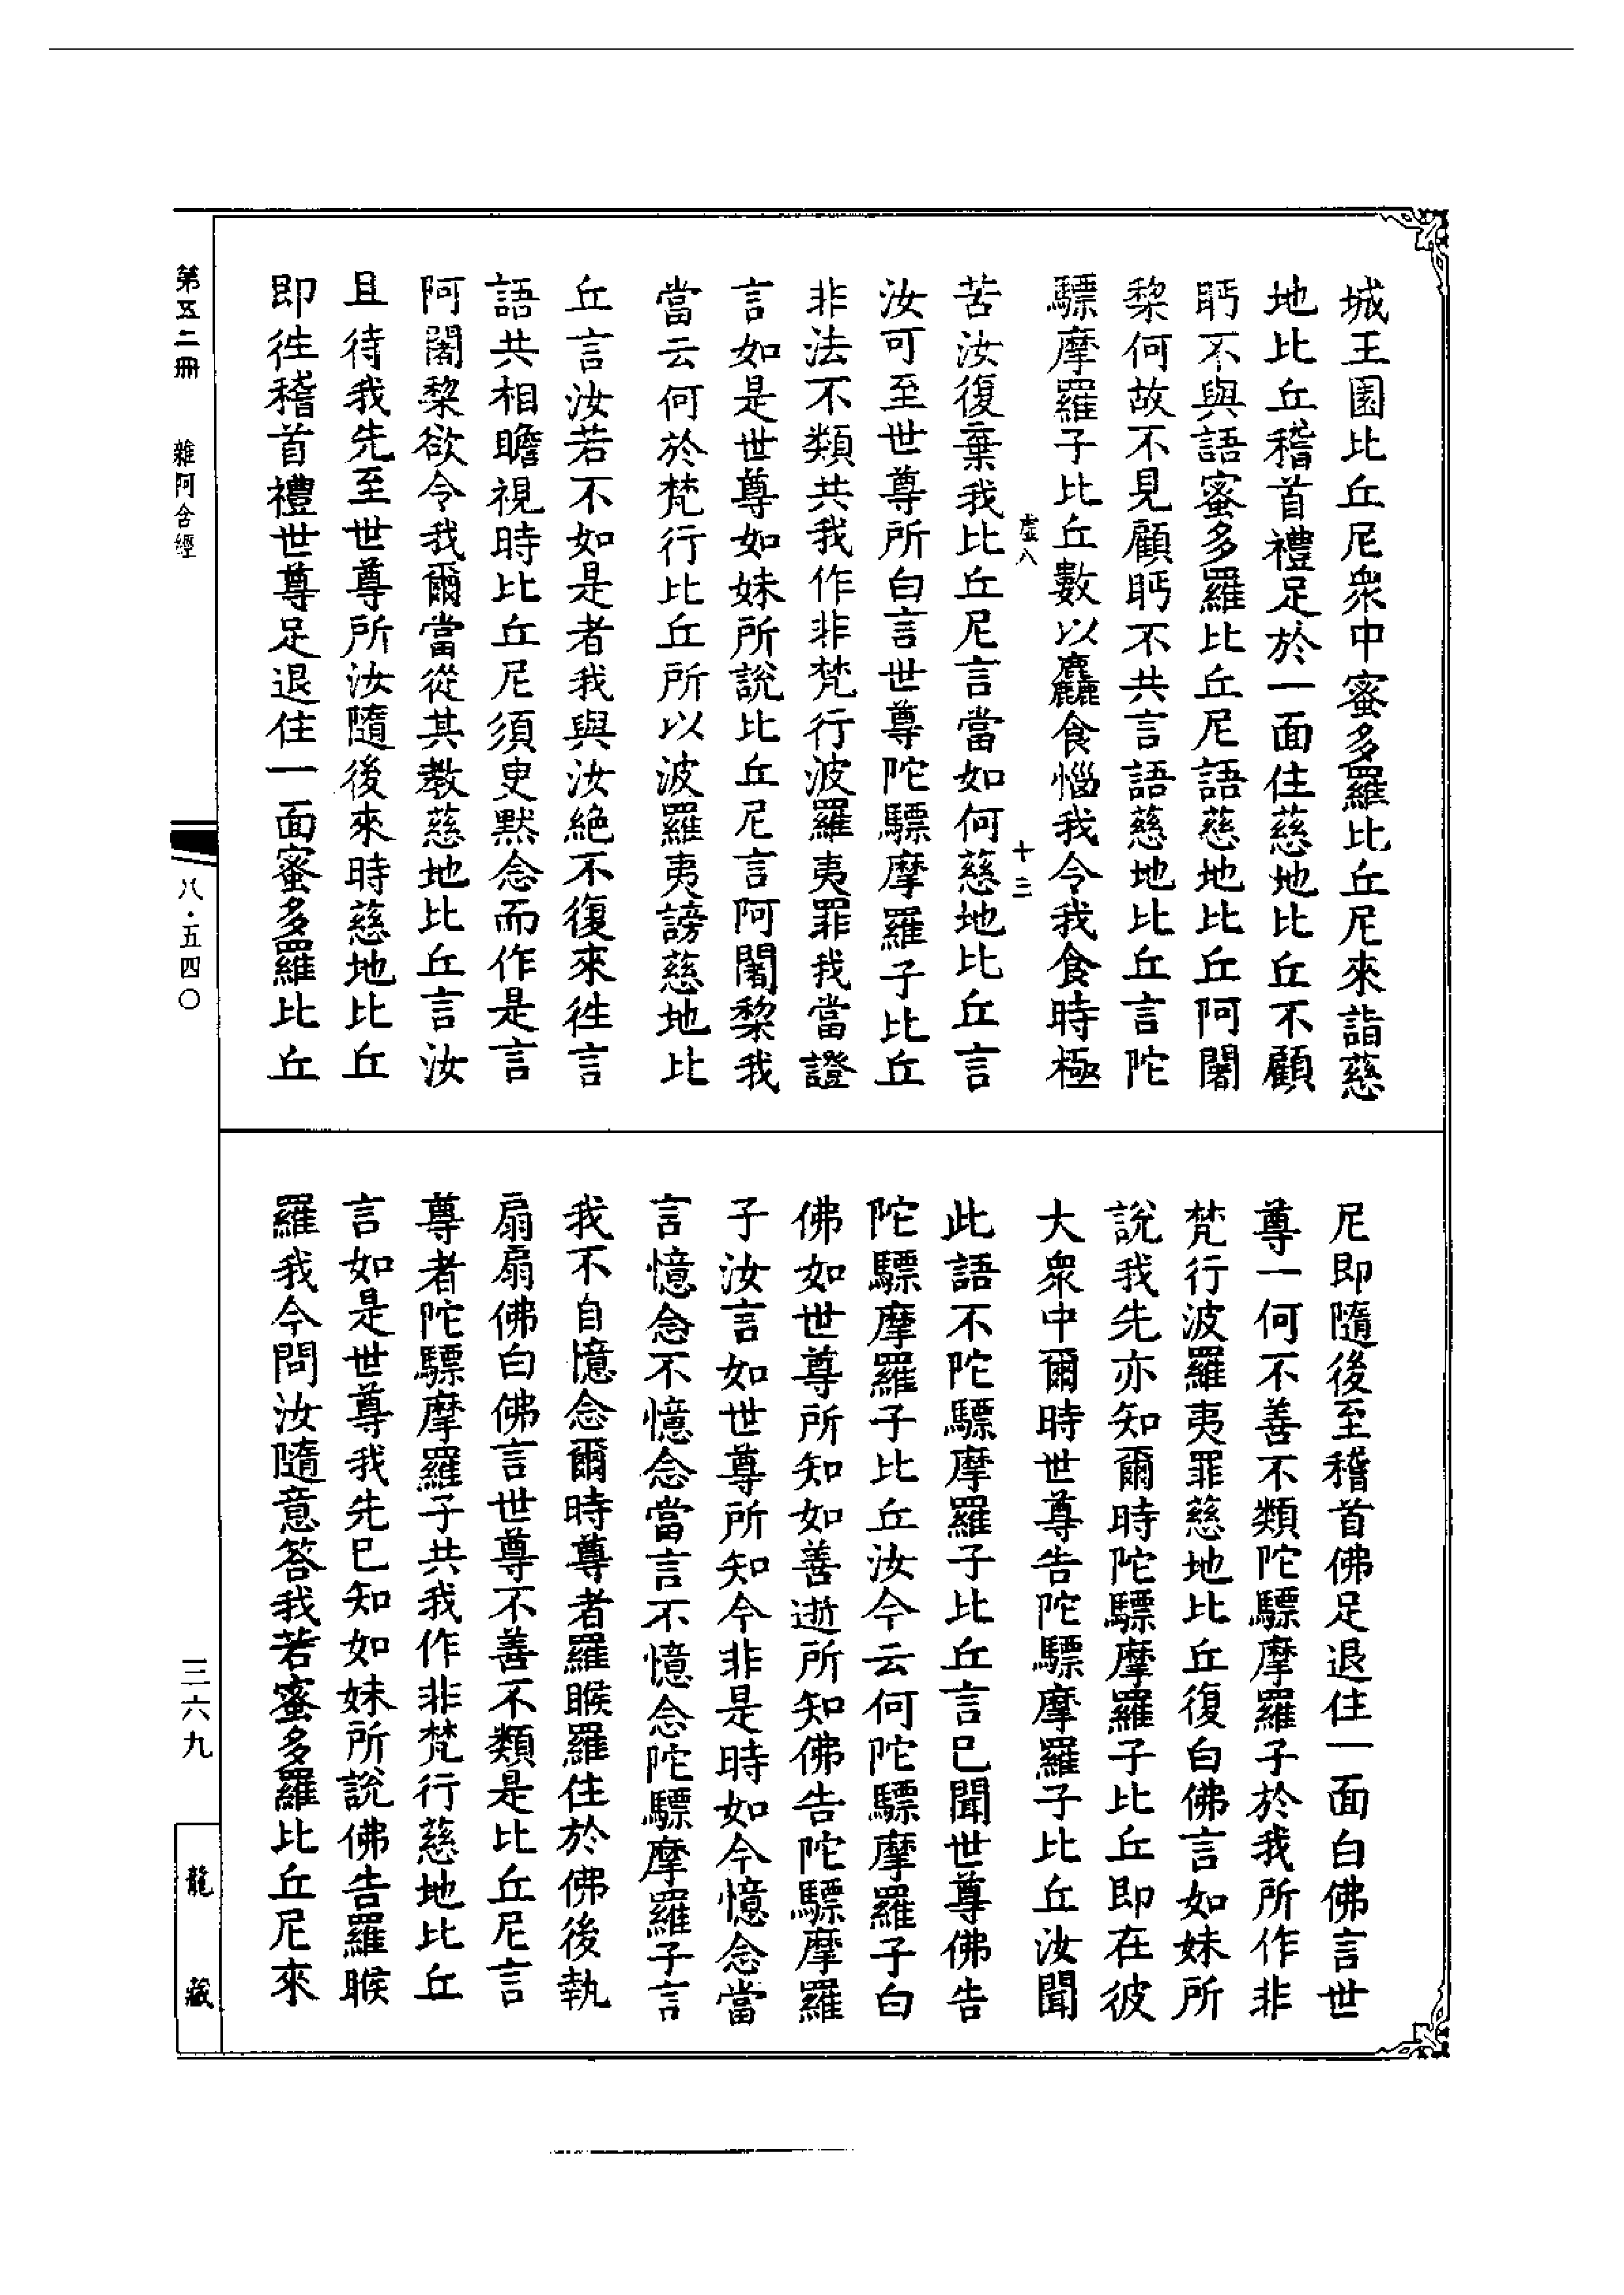 城王園比丘尼衆中蜜多羅比丘尼來詣慈
地比丘稽首禮足於一面住慈地比丘不顧
眄不與語蜜多羅比丘尼語慈地比丘阿闍
棃何故不見顧眄不共言語慈地比丘言陀
驃摩羅子比丘數以麤食惱我令我食時極
虛八
十三
苦汝復棄我比丘尼言當如何慈地比丘言
汝可至世尊所白言世尊陀驃摩羅子比丘
非法不類共我作非梵行波羅夷罪我當證
言如是世尊如妹所說比丘尼言阿闍棃我
當云何於梵行比丘所以波羅夷謗慈地比
丘言汝若不如是者我與汝絶不復來徃言
語共相瞻視時比丘尼須臾默念而作是言
阿闍棃欲令我爾當從其教慈地比丘言汝
且待我先至世尊所汝隨後來時慈地比丘
即徃稽首禮世尊足退住一面蜜多羅比丘
尼即隨後至稽首佛足退住一面白佛言世
尊一何不善不類陀驃摩羅子於我所作非
梵行波羅夷罪慈地比丘復白佛言如妹所
說我先亦知爾時陀驃摩羅子比丘即在彼
大衆中爾時世尊告陀驃摩羅子比丘汝聞
此語不陀驃摩羅子比丘言已聞世尊佛告
陀驃摩羅子比丘汝今云何陀驃摩羅子白
佛如世尊所知如善逝所知佛告陀驃摩羅
子汝言如世尊所知今非是時如今憶念當
言憶念不憶念當言不憶念陀驃摩羅子言
我不自憶念爾時尊者羅睺羅住於佛後執
扇扇佛白佛言世尊不善不類是比丘尼言
尊者陀驃摩羅子共我作非梵行慈地比丘
言如是世尊我先已知如妹所說佛告羅睺
羅我今問汝隨意答我若蜜多羅比丘尼來
第五二冊
雜阿含經
八·五四〇
三六九
龍藏